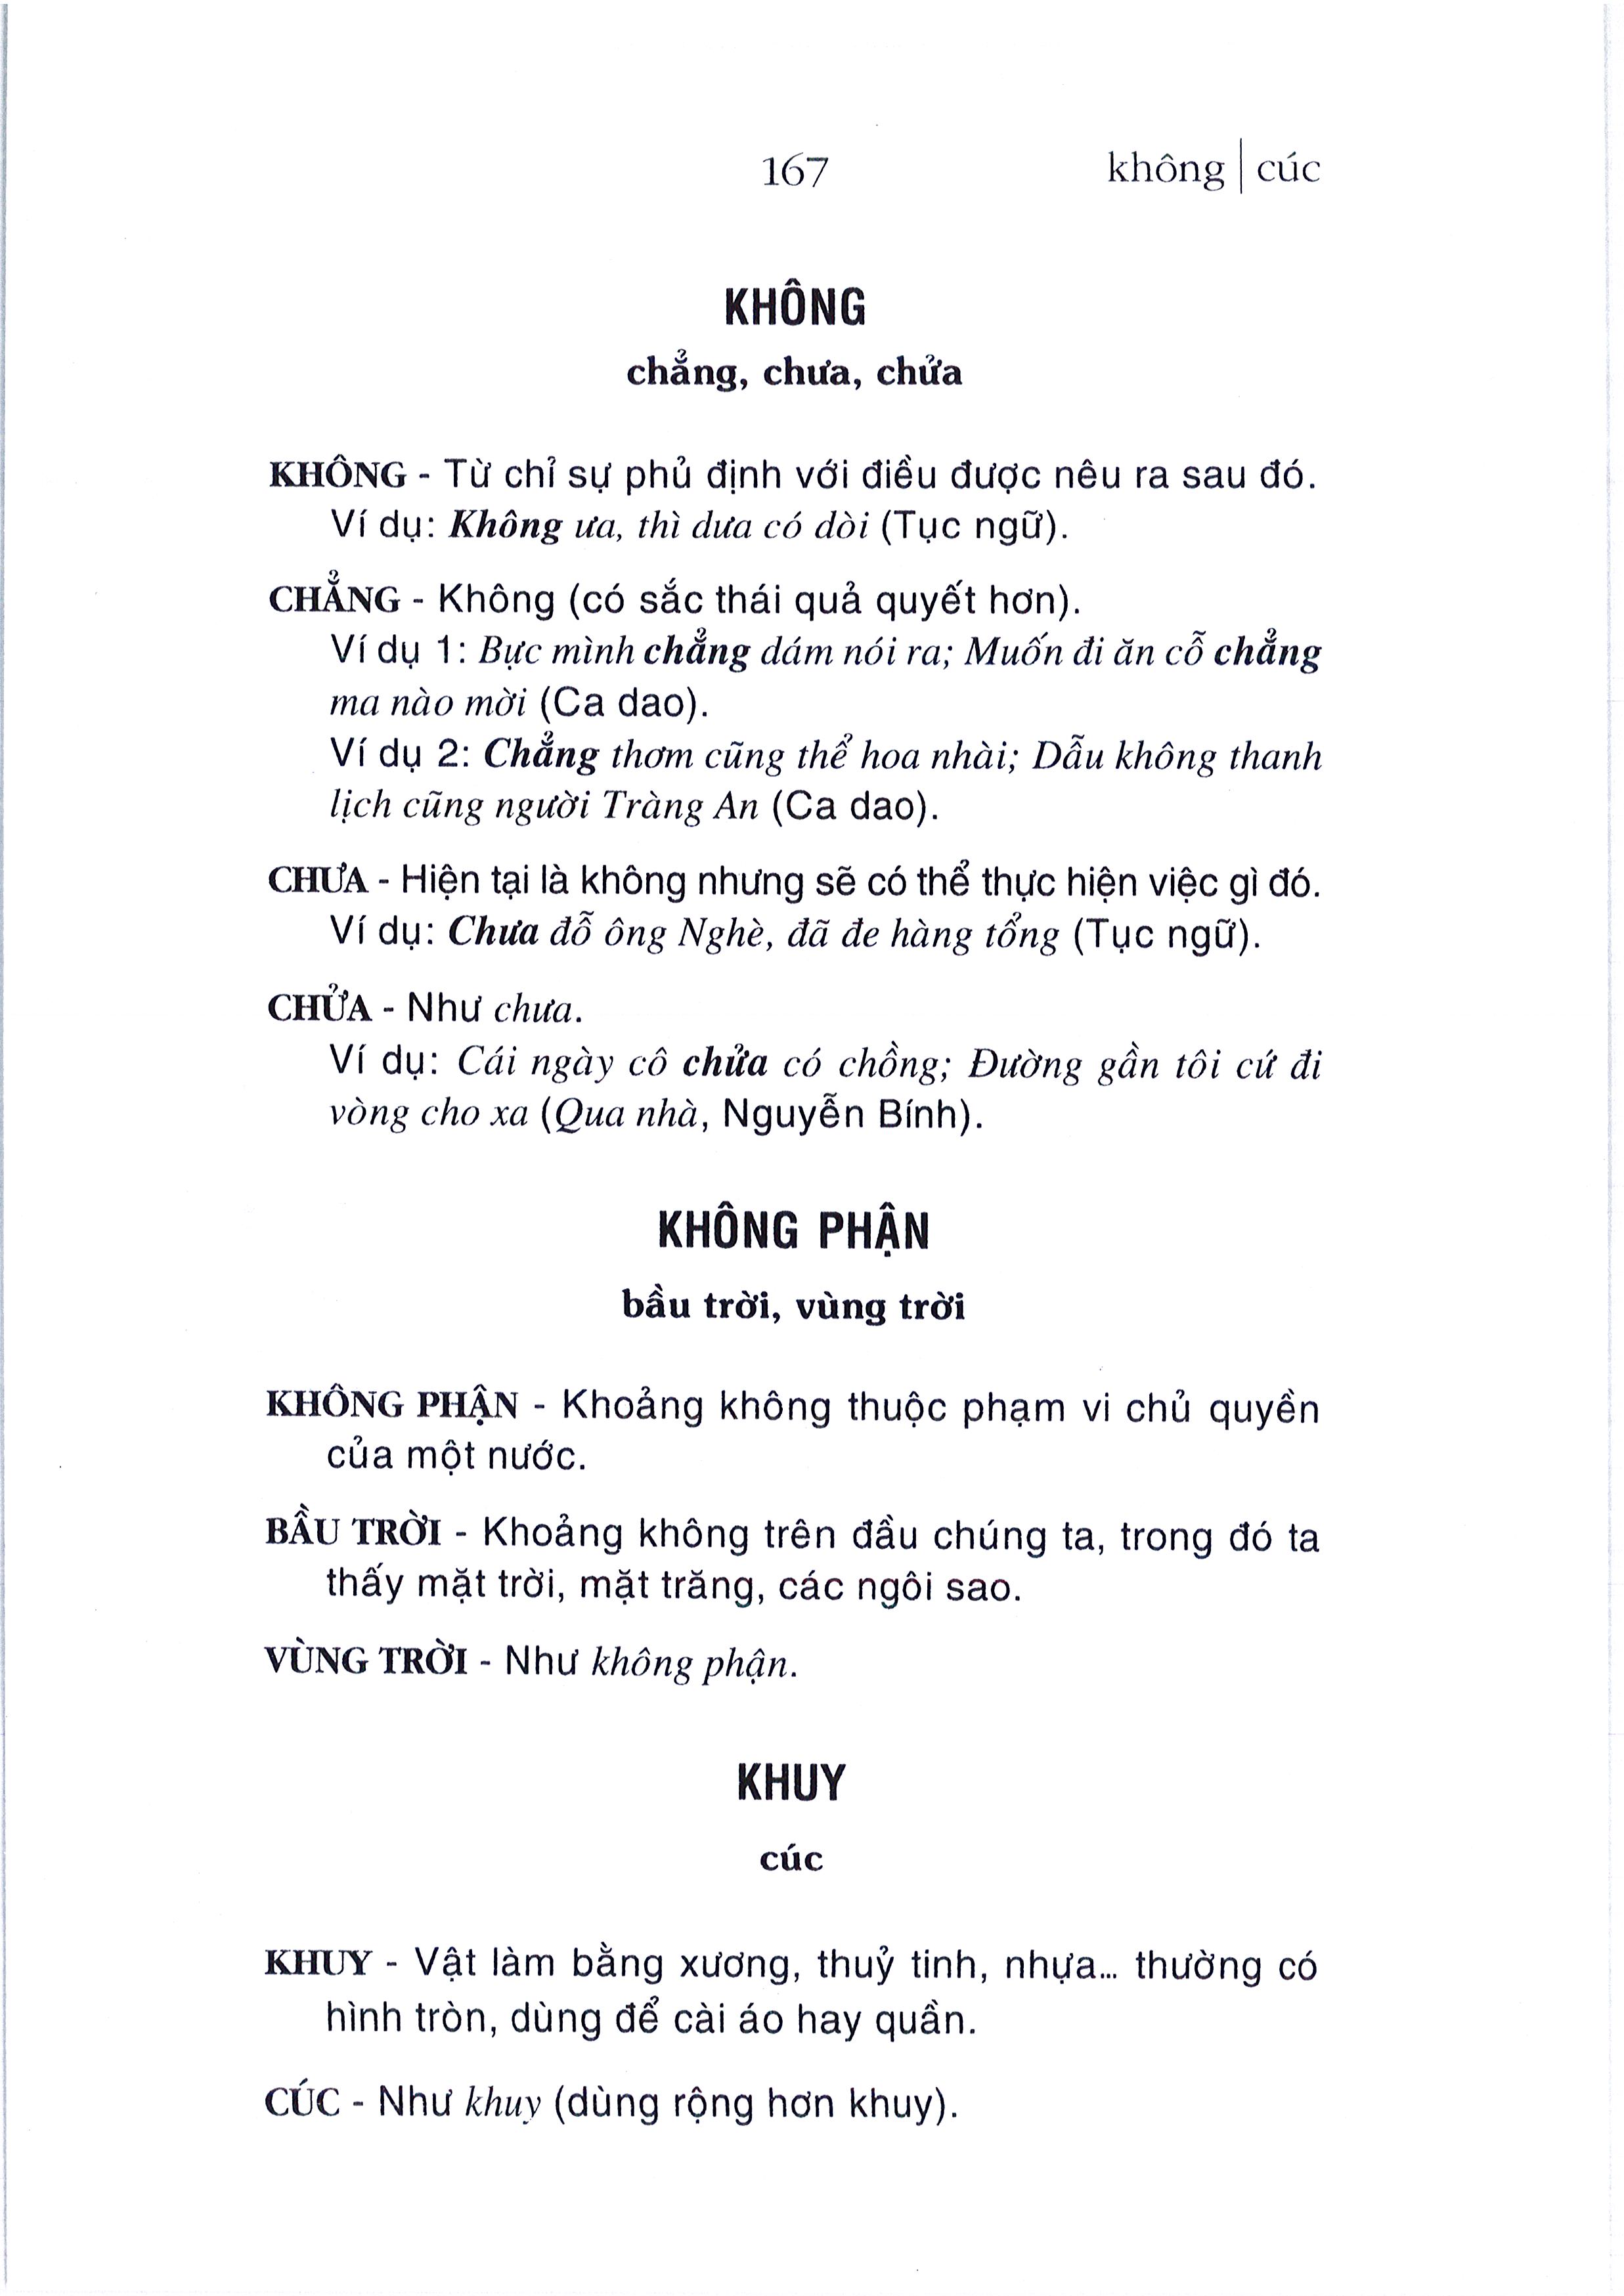 167
không | cúc
KHÔNG
chẳng, chưa, chửa
KHÔNG - Từ chỉ sự phủ định với điều được nêu ra sau đó.
Ví dụ: Không ưa, thì dưa có dòi (Tục ngữ).
CHẲNG - Không (có sắc thái quả quyết hơn).
Ví dụ 1: Bực mình chẳng dám nói ra; Muốn đi ăn cỗ chẳng
ma nào mời (Ca dao).
Ví dụ 2: Chẳng thơm cũng thể hoa nhài; Dẫu không thanh
lịch cũng người Tràng An (Ca dao).
CHƯA - Hiện tại là không nhưng sẽ có thể thực hiện việc gì đó.
Ví dụ: Chưa đỗ ông Nghè, đã đe hàng tổng (Tục ngữ).
CHỬA - Như chưa.
Ví dụ: Cái ngày cô chửa có chồng; Đường gần tôi cứ đi
vòng cho xa (Qua nhà, Nguyễn Bính).
KHÔNG PHẬN
bầu trời, vùng trời
KHÔNG PHẬN - Khoảng không thuộc phạm vi chủ quyền
của một nước.
BẦU TRỜI - Khoảng không trên đầu chúng ta, trong đó ta
thấy mặt trời, mặt trăng, các ngôi sao.
VÙNG TRỜI - Như không phận.
KHUY
cúc
KHUY - Vật làm bằng xương, thuỷ tinh, nhựa... thường có
hình tròn, dùng để cài áo hay quần.
CÚC - Như khuy (dùng rộng hơn khuy).